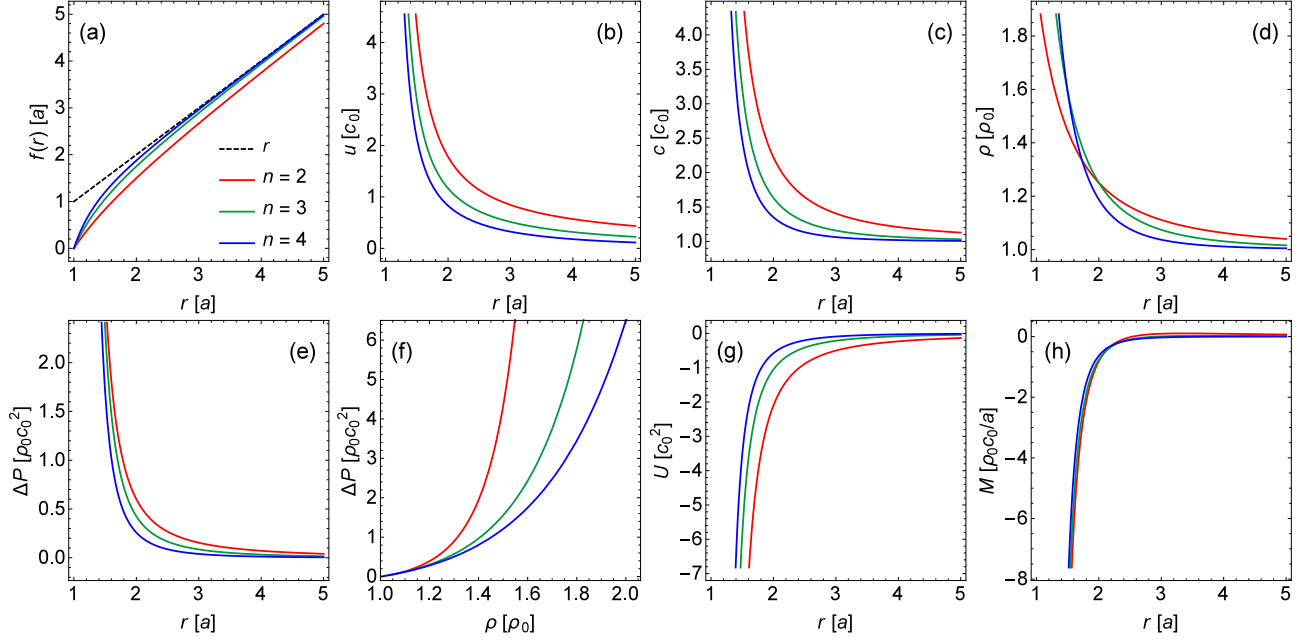 (a)
f(r) [a]
5
4
3
2
1
0
r
n = 2
n = 3
n = 4
1 2 3 4 5
r [a]
(b)
u [c₀]
4
3
2
1
0
1 2 3 4 5
r [a]
(c)
c [c₀]
4.0
3.5
3.0
2.5
2.0
1.5
1.0
1 2 3 4 5
r [a]
(d)
ρ [ρ₀]
1.8
1.6
1.4
1.2
1.0
1 2 3 4 5
r [a]
(e)
ΔP [ρ₀c₀²]
2.0
1.5
1.0
0.5
0.0
1 2 3 4 5
r [a]
(f)
ΔP [ρ₀c₀²]
6
5
4
3
2
1
0
1.0 1.2 1.4 1.6 1.8 2.0
ρ [ρ₀]
(g)
U [c₀²]
0
−1
−2
−3
−4
−5
−6
−7
1 2 3 4 5
r [a]
(h)
M [ρ₀c₀/a]
0
−2
−4
−6
−8
1 2 3 4 5
r [a]